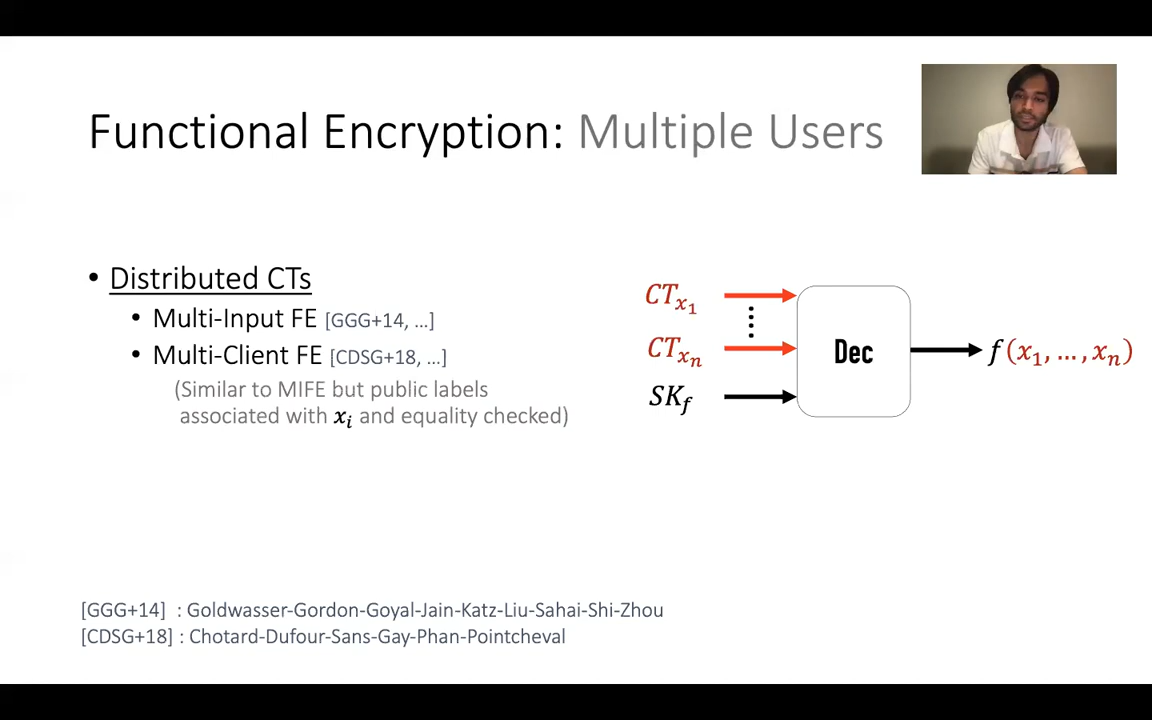 Functional Encryption: Multiple Users
• Distributed CTs
• Multi-Input FE [GGG+14, ...]
• Multi-Client FE [CDSG+18, ...]
(Similar to MIFE but public labels
associated with xᵢ and equality checked)
CTₓ₁
⋮
CTₓₙ
SK_f
Dec
f(x₁, ..., xₙ)
[GGG+14] : Goldwasser-Gordon-Goyal-Jain-Katz-Liu-Sahai-Shi-Zhou
[CDSG+18] : Chotard-Dufour-Sans-Gay-Phan-Pointcheval